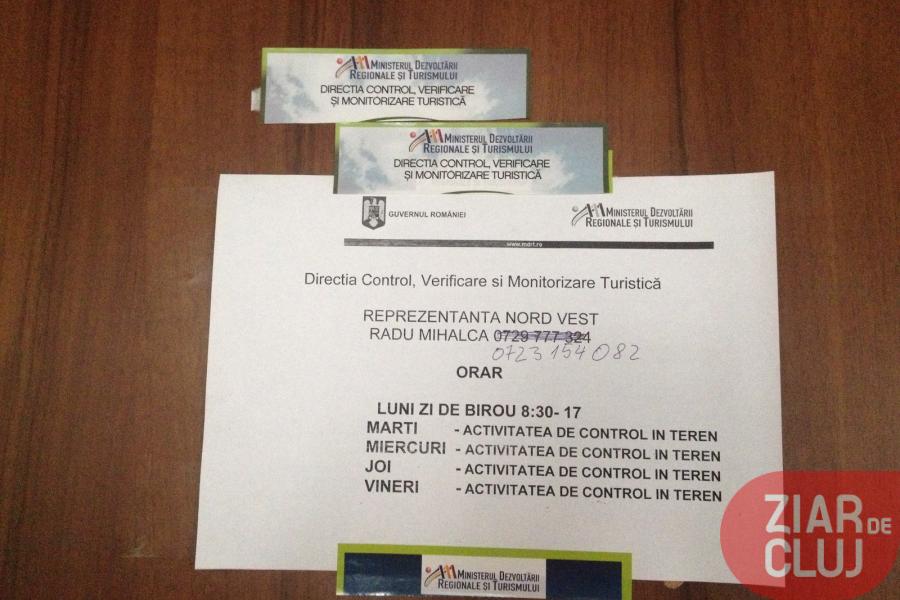 MINISTERUL DEZVOLTĂRII
REGIONALE ȘI TURISMULUI
DIRECTIA CONTROL, VERIFICARE
ȘI MONITORIZARE TURISTICĂ
MINISTERUL DEZVOLTĂRII
REGIONALE ȘI TURISMULUI
DIRECTIA CONTROL, VERIFICARE
ȘI MONITORIZARE TURISTICĂ
GUVERNUL ROMÂNIEI
MINISTERUL DEZVOLTĂRII
REGIONALE ȘI TURISMULUI
www.mdrt.ro
Directia Control, Verificare si Monitorizare Turistică
REPREZENTANTA NORD VEST
RADU MIHALCA 0729 777 324
0723 154 082
ORAR
LUNI ZI DE BIROU 8:30- 17
MARTI - ACTIVITATEA DE CONTROL IN TEREN
MIERCURI - ACTIVITATEA DE CONTROL IN TEREN
JOI - ACTIVITATEA DE CONTROL IN TEREN
VINERI - ACTIVITATEA DE CONTROL IN TEREN
MINISTERUL DEZVOLTĂRII
REGIONALE ȘI TURISMULUI
ZIAR DE
CLUJ